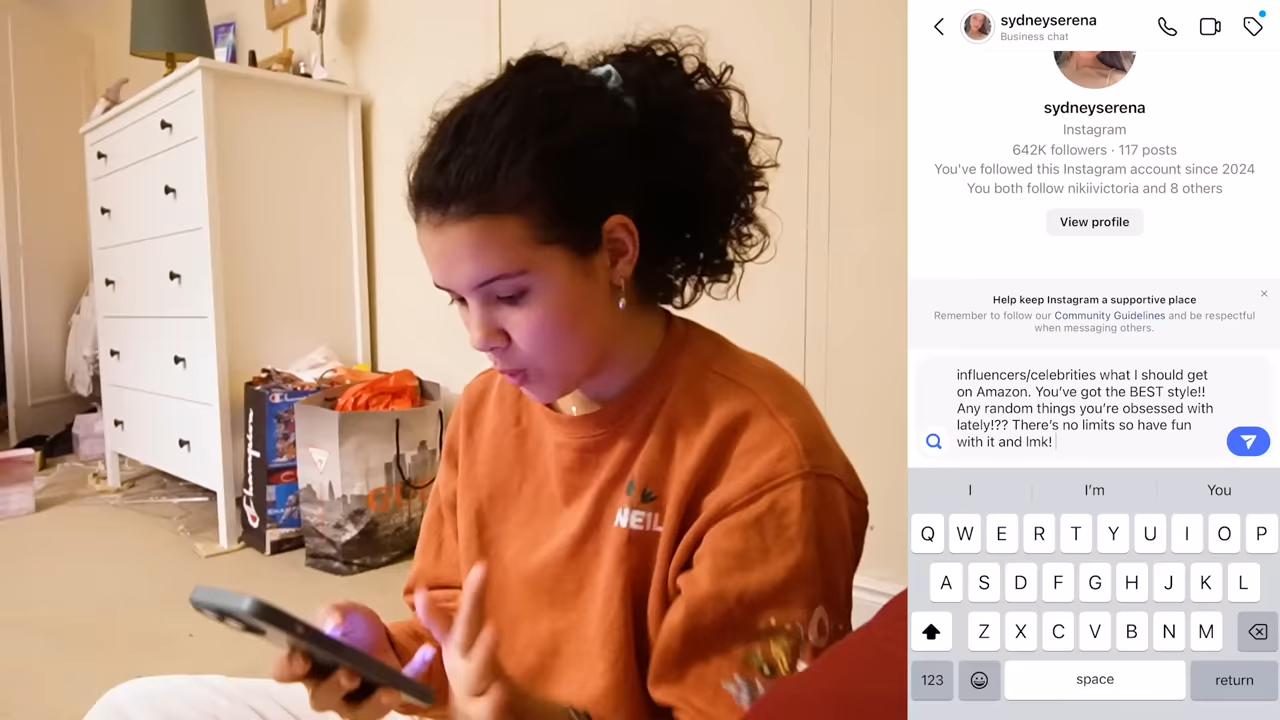 sydneyserena
Business chat
sydneyserena
Instagram
642K followers · 117 posts
You've followed this Instagram account since 2024
You both follow nikiivictoria and 8 others
View profile
Help keep Instagram a supportive place
Remember to follow our Community Guidelines and be respectful
when messaging others.
influencers/celebrities what I should get
on Amazon. You've got the BEST style!!
Any random things you're obsessed with
lately!?? There's no limits so have fun
with it and lmk!
I I'm You
Q W E R T Y U I O P
A S D F G H J K L
Z X C V B N M
123 space return
Champion
NEIL